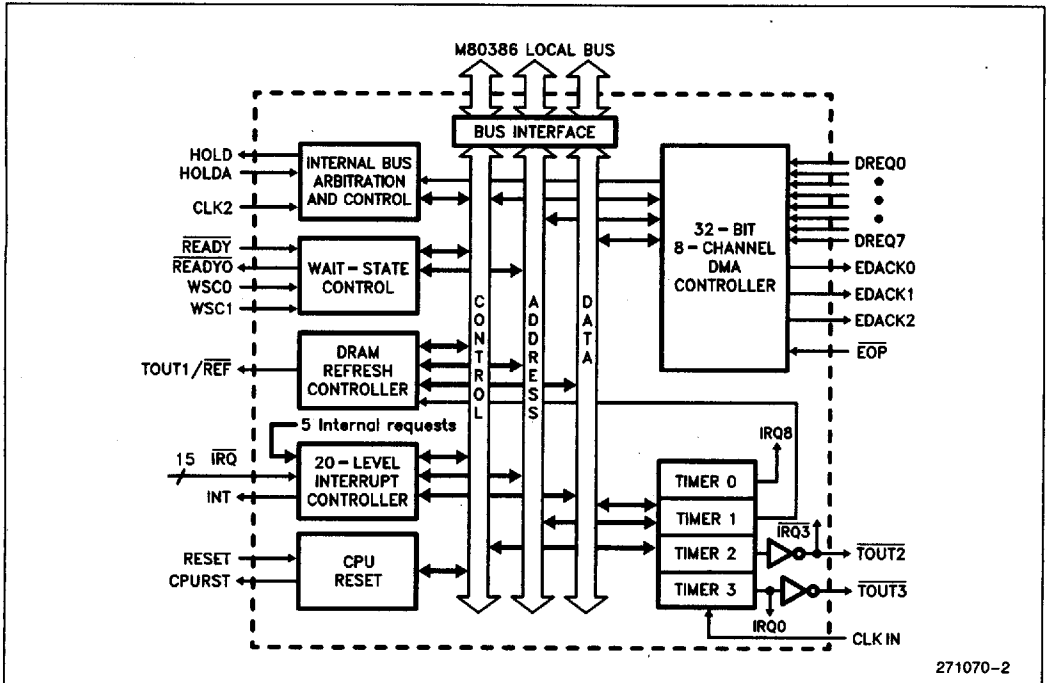 M80386 LOCAL BUS
BUS INTERFACE
HOLD
HOLDA
CLK2
INTERNAL BUS
ARBITRATION
AND CONTROL
READY
READYO
WSC0
WSC1
WAIT-STATE
CONTROL
TOUT1/REF
DRAM
REFRESH
CONTROLLER
5 Internal requests
15 IRQ
INT
20-LEVEL
INTERRUPT
CONTROLLER
RESET
CPURST
CPU
RESET
CONTROL
ADDRESS
DATA
32-BIT
8-CHANNEL
DMA
CONTROLLER
DREQ0
DREQ7
EDACK0
EDACK1
EDACK2
EOP
IRQ8
TIMER 0
TIMER 1
TIMER 2
TIMER 3
IRQ3
TOUT2
TOUT3
IRQ0
CLKIN
271070-2